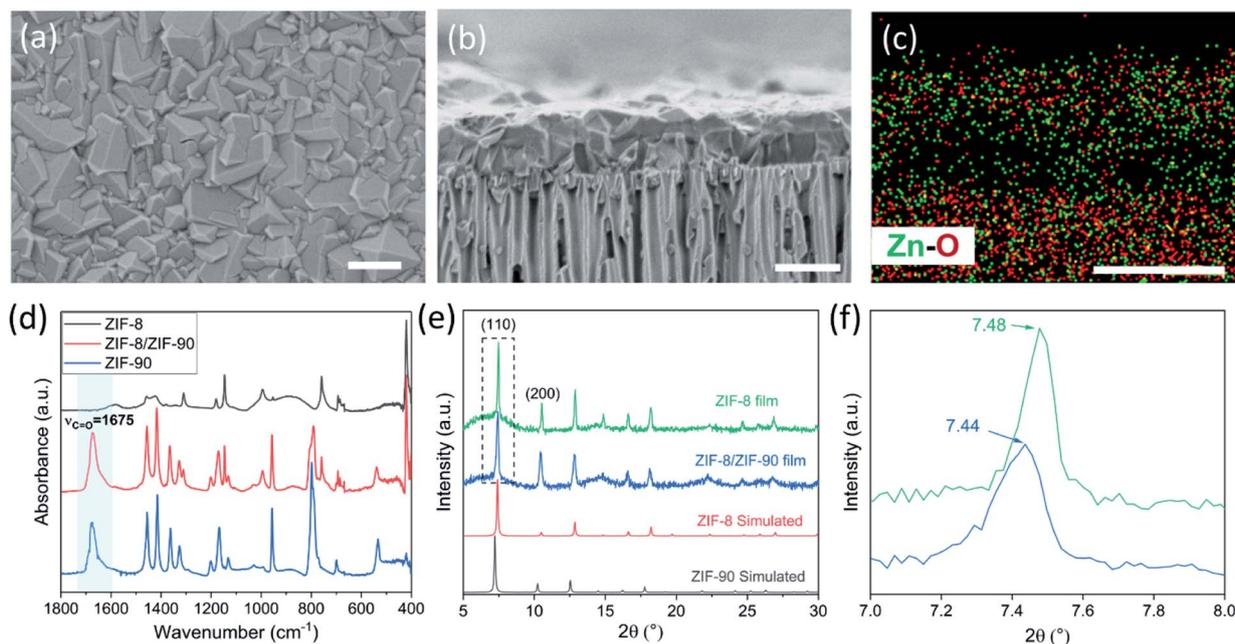 (a)
(b)
(c)
Zn-O
(d)
ZIF-8
ZIF-8/ZIF-90
ZIF-90
νC=O=1675
Absorbance (a.u.)
1800 1600 1400 1200 1000 800 600 400
Wavenumber (cm⁻¹)
(e)
(110)
(200)
ZIF-8 film
ZIF-8/ZIF-90 film
ZIF-8 Simulated
ZIF-90 Simulated
Intensity (a.u.)
5 10 15 20 25 30
2θ (°)
(f)
7.48
7.44
Intensity (a.u.)
7.0 7.2 7.4 7.6 7.8 8.0
2θ (°)